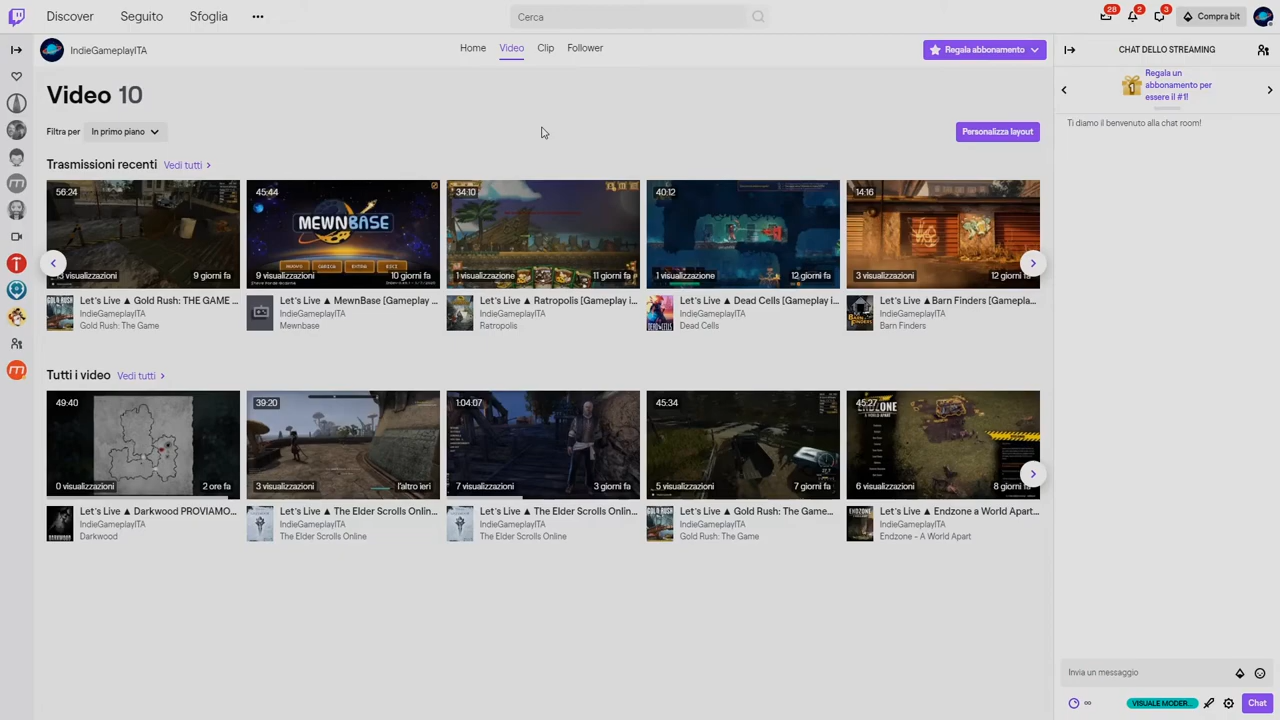 Discover
Seguito
Sfoglia
Cerca
28
2
3
Compra bit
IndieGameplayITA
Home
Video
Clip
Follower
Regala abbonamento
Video 10
Filtra per
In primo piano
Personalizza layout
Trasmissioni recenti
Vedi tutti
56:24
visualizzazioni
9 giorni fa
Let's Live ▲ Gold Rush: THE GAME ...
IndieGameplayITA
Gold Rush: The Game
45:44
MEWNBASE
9 visualizzazioni
10 giorni fa
Let's Live ▲ MewnBase [Gameplay ...
IndieGameplayITA
Mewnbase
34:10
1 visualizzazione
11 giorni fa
Let's Live ▲ Ratropolis [Gameplay i...
IndieGameplayITA
Ratropolis
40:12
1 visualizzazione
12 giorni fa
Let's Live ▲ Dead Cells [Gameplay i...
IndieGameplayITA
Dead Cells
14:16
3 visualizzazioni
12 giorni
Let's Live ▲Barn Finders [Gamepla...
IndieGameplayITA
Barn Finders
Tutti i video
Vedi tutti
49:40
0 visualizzazioni
2 ore fa
Let's Live ▲ Darkwood PROVIAMO...
IndieGameplayITA
Darkwood
39:20
3 visualizzazioni
l'altro ieri
Let's Live ▲ The Elder Scrolls Onlin...
IndieGameplayITA
The Elder Scrolls Online
1:04:07
7 visualizzazioni
3 giorni fa
Let's Live ▲ The Elder Scrolls Onlin...
IndieGameplayITA
The Elder Scrolls Online
45:34
5 visualizzazioni
7 giorni fa
Let's Live ▲ Gold Rush: The Game...
IndieGameplayITA
Gold Rush: The Game
45:27
ENDZONE
6 visualizzazioni
8 giorni
Let's Live ▲ Endzone a World Apart...
IndieGameplayITA
Endzone - A World Apart
CHAT DELLO STREAMING
Regala un
abbonamento per
essere il #1!
Ti diamo il benvenuto alla chat room!
Invia un messaggio
∞
VISUALE MODER...
Chat